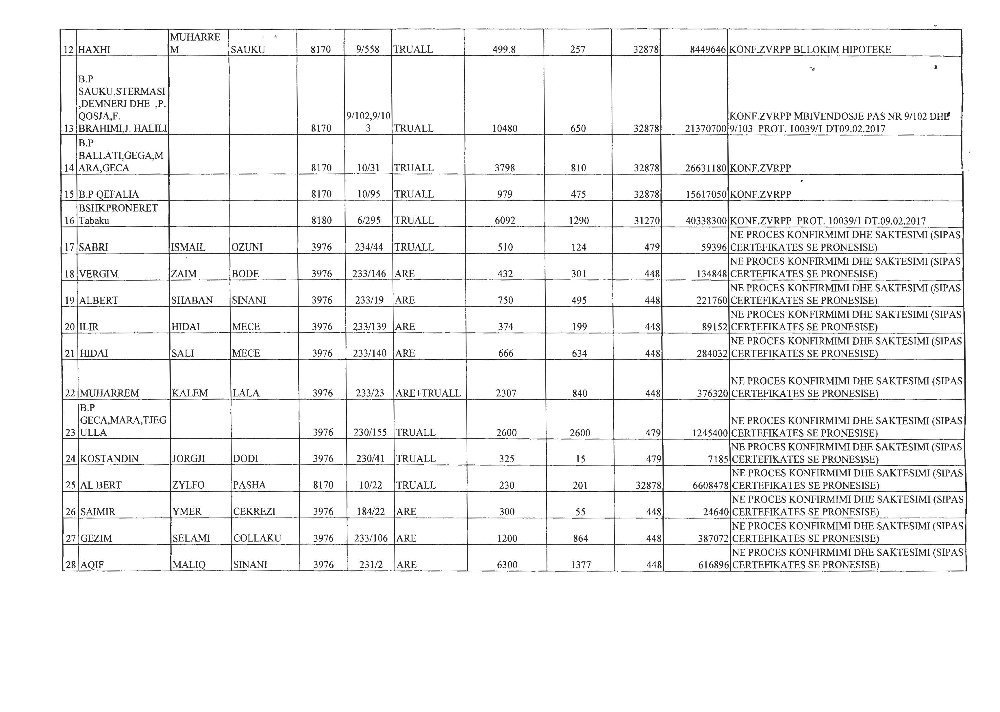 MUHARRE
12 HAXHI M SAUKU 8170 9/558 TRUALL 499.8 257 32878 8449646 KONF.ZVRPP BLLOKIM HIPOTEKE
B.P
SAUKU,STERMASI
,DEMNERI DHE ,P.
QOSJA,F. 9/102,9/10 KONF.ZVRPP MBIVENDOSJE PAS NR 9/102 DHE
13 BRAHIMI,J. HALILI 8170 3 TRUALL 10480 650 32878 21370700 9/103 PROT. 10039/1 DT09.02.2017
B.P
BALLATI,GEGA,M
14 ARA,GECA 8170 10/31 TRUALL 3798 810 32878 26631180 KONF.ZVRPP
15 B.P QEFALIA 8170 10/95 TRUALL 979 475 32878 15617050 KONF.ZVRPP
BSHKPRONERET
16 Tabaku 8180 6/295 TRUALL 6092 1290 31270 40338300 KONF.ZVRPP PROT. 10039/1 DT.09.02.2017
NE PROCES KONFIRMIMI DHE SAKTESIMI (SIPAS
17 SABRI ISMAIL OZUNI 3976 234/44 TRUALL 510 124 479 59396 CERTEFIKATES SE PRONESISE)
NE PROCES KONFIRMIMI DHE SAKTESIMI (SIPAS
18 VERGIM ZAIM BODE 3976 233/146 ARE 432 301 448 134848 CERTEFIKATES SE PRONESISE)
NE PROCES KONFIRMIMI DHE SAKTESIMI (SIPAS
19 ALBERT SHABAN SINANI 3976 233/19 ARE 750 495 448 221760 CERTEFIKATES SE PRONESISE)
NE PROCES KONFIRMIMI DHE SAKTESIMI (SIPAS
20 ILIR HIDAI MECE 3976 233/139 ARE 374 199 448 89152 CERTEFIKATES SE PRONESISE)
NE PROCES KONFIRMIMI DHE SAKTESIMI (SIPAS
21 HIDAI SALI MECE 3976 233/140 ARE 666 634 448 284032 CERTEFIKATES SE PRONESISE)
NE PROCES KONFIRMIMI DHE SAKTESIMI (SIPAS
22 MUHARREM KALEM LALA 3976 233/23 ARE+TRUALL 2307 840 448 376320 CERTEFIKATES SE PRONESISE)
B.P
GECA,MARA,TJEG NE PROCES KONFIRMIMI DHE SAKTESIMI (SIPAS
23 ULLA 3976 230/155 TRUALL 2600 2600 479 1245400 CERTEFIKATES SE PRONESISE)
NE PROCES KONFIRMIMI DHE SAKTESIMI (SIPAS
24 KOSTANDIN JORGJI DODI 3976 230/41 TRUALL 325 15 479 7185 CERTEFIKATES SE PRONESISE)
NE PROCES KONFIRMIMI DHE SAKTESIMI (SIPAS
25 AL BERT ZYLFO PASHA 8170 10/22 TRUALL 230 201 32878 6608478 CERTEFIKATES SE PRONESISE)
NE PROCES KONFIRMIMI DHE SAKTESIMI (SIPAS
26 SAIMIR YMER CEKREZI 3976 184/22 ARE 300 55 448 24640 CERTEFIKATES SE PRONESISE)
NE PROCES KONFIRMIMI DHE SAKTESIMI (SIPAS
27 GEZIM SELAMI COLLAKU 3976 233/106 ARE 1200 864 448 387072 CERTEFIKATES SE PRONESISE)
NE PROCES KONFIRMIMI DHE SAKTESIMI (SIPAS
28 AQIF MALIQ SINANI 3976 231/2 ARE 6300 1377 448 616896 CERTEFIKATES SE PRONESISE)